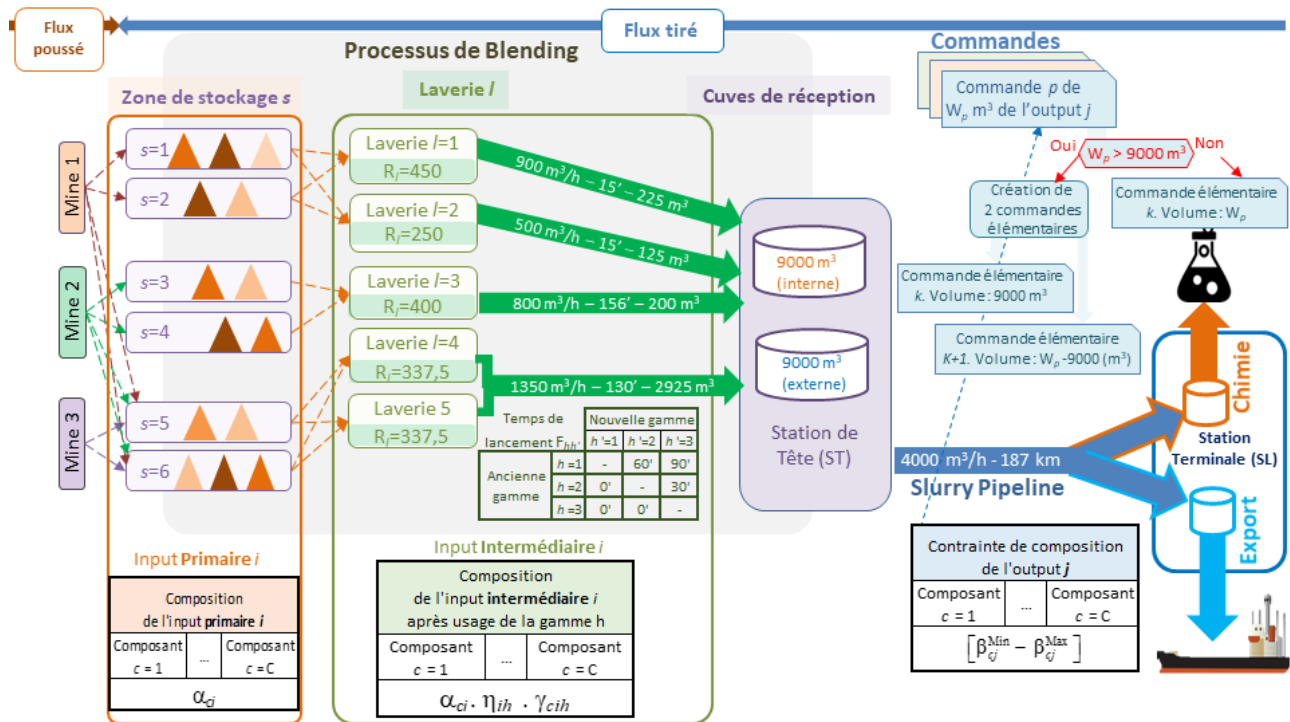 Flux
poussé
Flux tiré
Processus de Blending
Zone de stockage s
Laverie l
Cuves de réception
Commandes
Commande p de
Wp m³ de l'output j
Oui
Wp > 9000 m³
Non
Création de
2 commandes
élémentaires
Commande élémentaire
k. Volume : Wp
Commande élémentaire
k. Volume : 9000 m³
Commande élémentaire
K+1. Volume : Wp -9000 (m³)
Mine 1
Mine 2
Mine 3
s=1
s=2
s=3
s=4
s=5
s=6
Laverie l=1
Rl=450
Laverie l=2
Rl=250
Laverie l=3
Rl=400
Laverie l=4
Rl=337,5
Laverie 5
Rl=337,5
900 m³/h – 15' – 225 m³
500 m³/h – 15' – 125 m³
800 m³/h – 156' – 200 m³
1350 m³/h – 130' – 2925 m³
9000 m³
(interne)
9000 m³
(externe)
Station de
Tête (ST)
Temps de
lancement Fhh'
Nouvelle gamme
h'=1 h'=2 h'=3
Ancienne
gamme
h=1 - 60' 90'
h=2 0' - 30'
h=3 0' 0' -
4000 m³/h - 187 km
Slurry Pipeline
Chimie
Station
Terminale (SL)
Export
Input Primaire i
Composition
de l'input primaire i
Composant ... Composant
c = 1 c = C
αci
Input Intermédiaire i
Composition
de l'input intermédiaire i
après usage de la gamme h
Composant ... Composant
c = 1 c = C
αci . ηih . γcih
Contrainte de composition
de l'output j
Composant ... Composant
c = 1 c = C
[βcjMin – βcjMax]